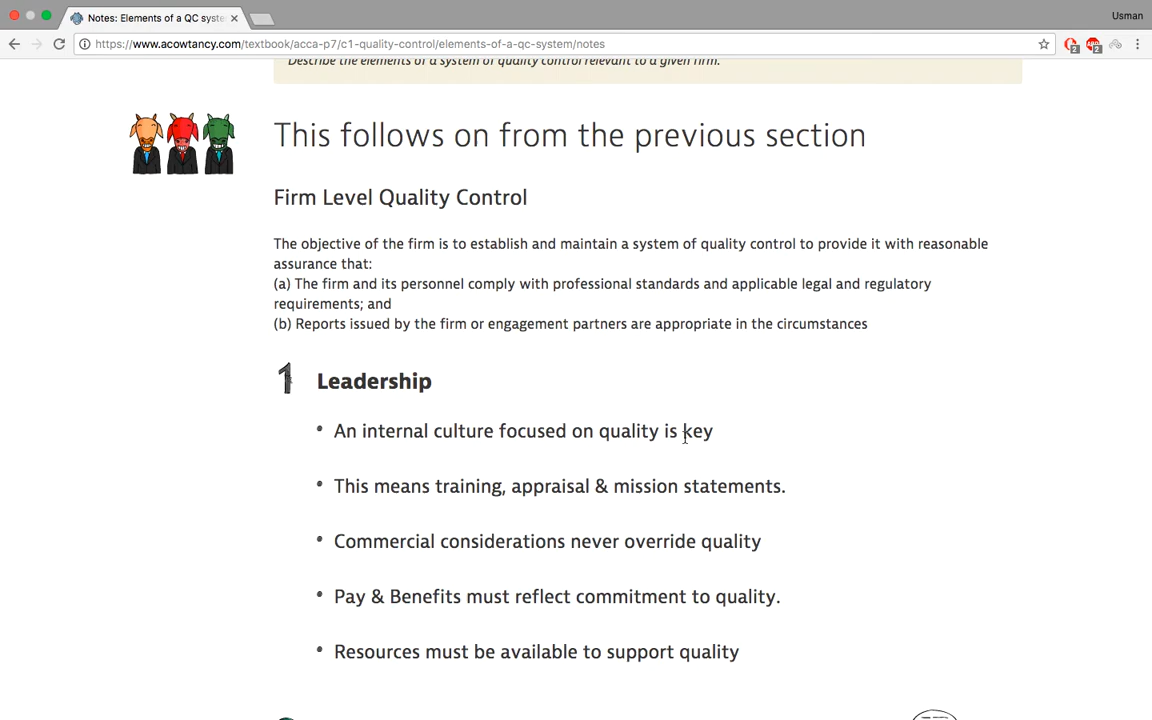 Notes: Elements of a QC syste
Usman
https://www.acowtancy.com/textbook/acca-p7/c1-quality-control/elements-of-a-qc-system/notes
2
2
Describe the elements of a system of quality control relevant to a given firm.
This follows on from the previous section
Firm Level Quality Control
The objective of the firm is to establish and maintain a system of quality control to provide it with reasonable
assurance that:
(a) The firm and its personnel comply with professional standards and applicable legal and regulatory
requirements; and
(b) Reports issued by the firm or engagement partners are appropriate in the circumstances
1 Leadership
• An internal culture focused on quality is key
• This means training, appraisal & mission statements.
• Commercial considerations never override quality
• Pay & Benefits must reflect commitment to quality.
• Resources must be available to support quality